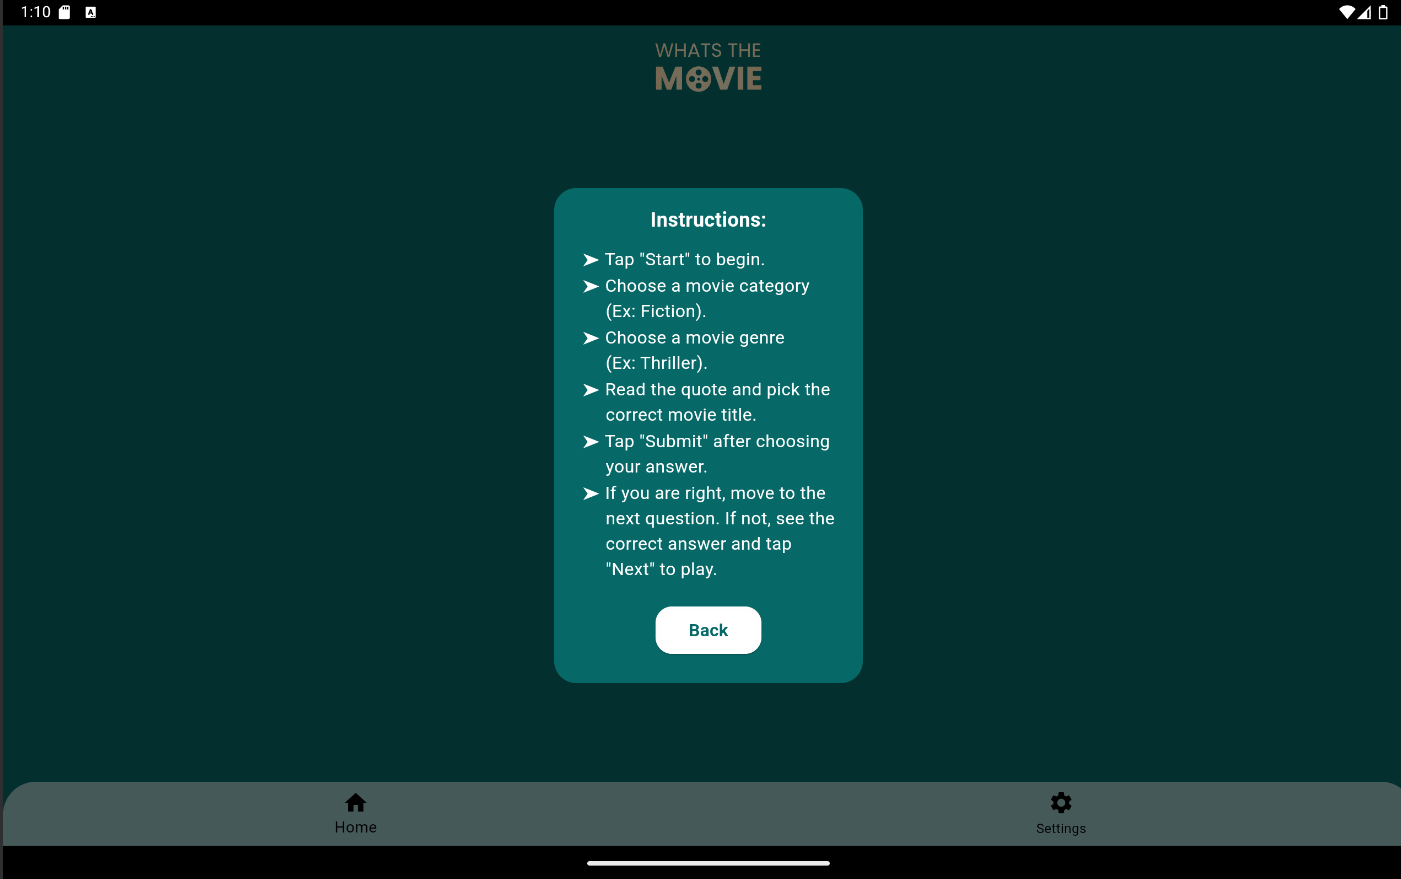 1:10
WHATS THE
MOVIE
Instructions:
➤ Tap "Start" to begin.
➤ Choose a movie category
(Ex: Fiction).
➤ Choose a movie genre
(Ex: Thriller).
➤ Read the quote and pick the
correct movie title.
➤ Tap "Submit" after choosing
your answer.
➤ If you are right, move to the
next question. If not, see the
correct answer and tap
"Next" to play.
Back
Home
Settings